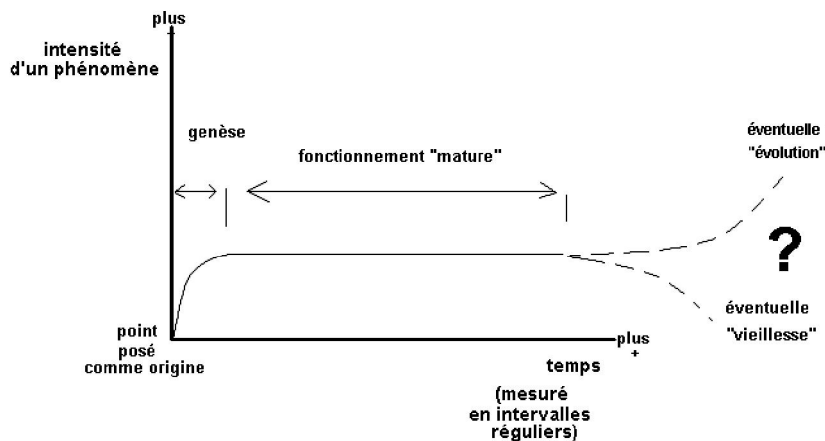 plus
intensité
d'un phénomène
genèse
fonctionnement "mature"
éventuelle
"évolution"
?
éventuelle
"vieillesse"
point
posé
comme origine
plus
+
temps
(mesuré
en intervalles
réguliers)